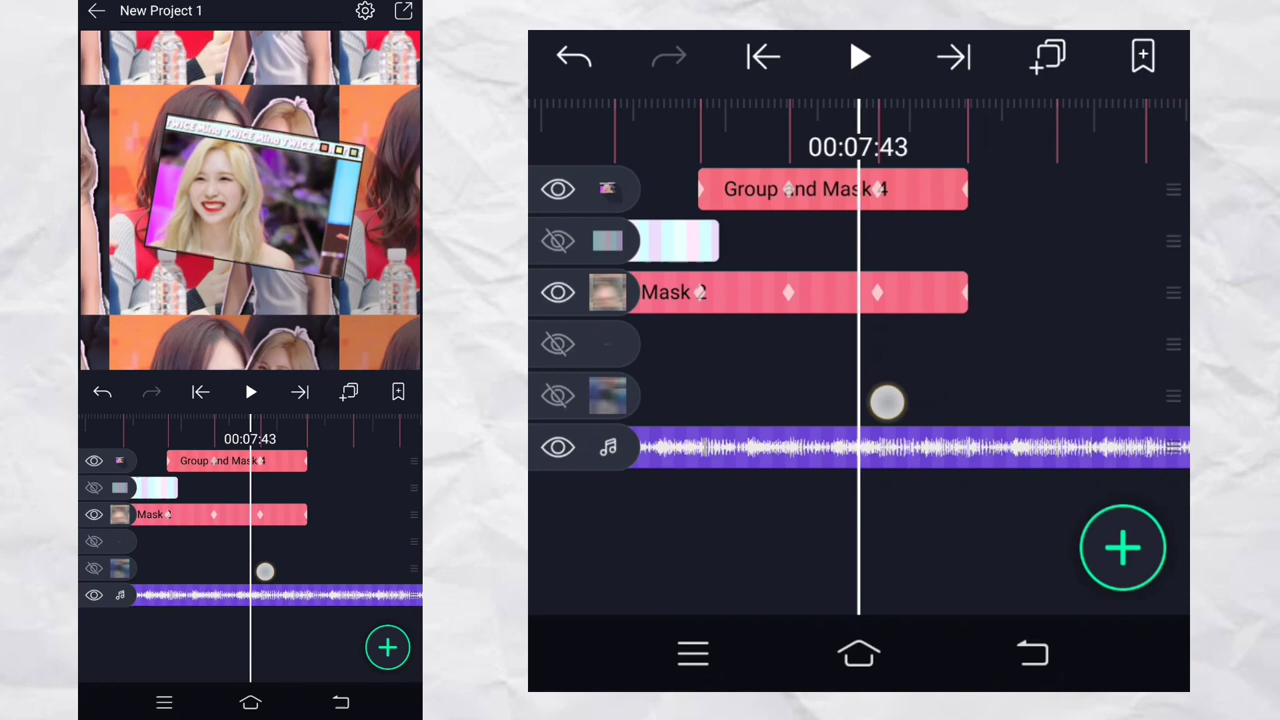 New Project 1
TWICE Mina TWICE Mina TWICE
00:07:43
Group and Mask 4
Mask 2
00:07:43
Group and Mask 4
Mask 2